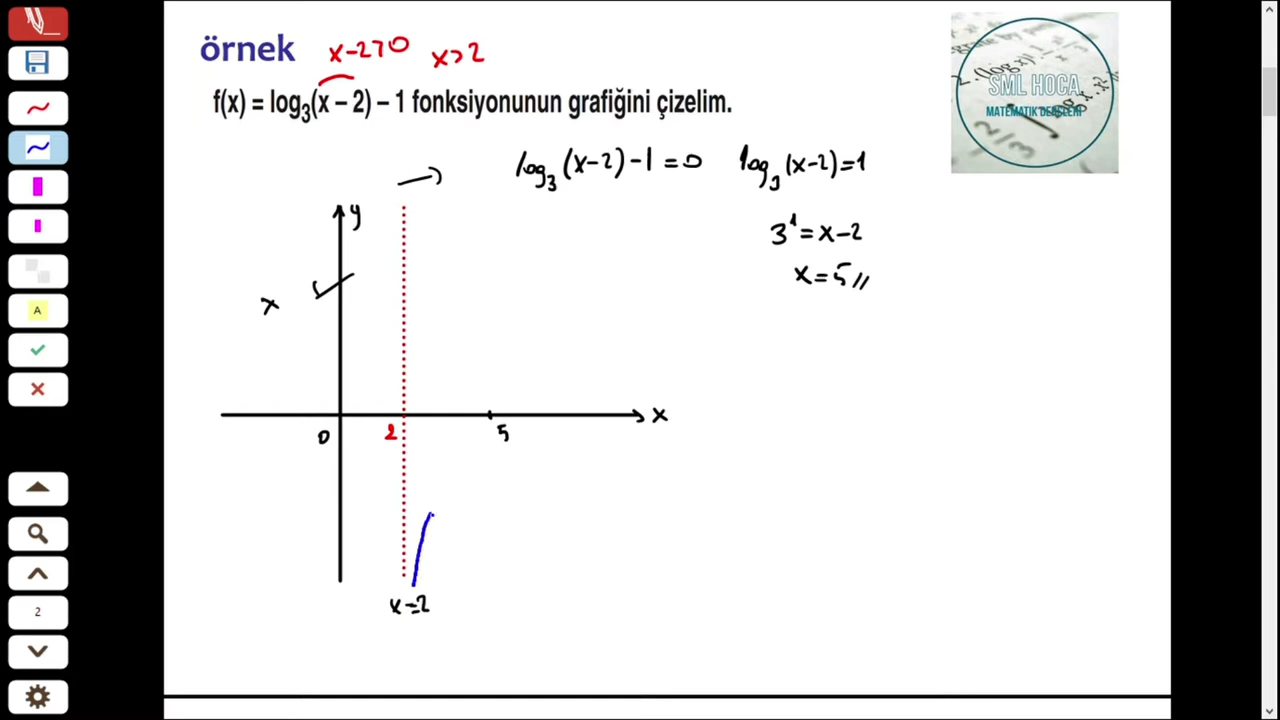 örnek x-2>0 x>2
f(x) = log₃(x – 2) – 1 fonksiyonunun grafiğini çizelim.
SML HOCA
MATEMATİK DERSLERİ
log₃(x-2)-1=0 log₃(x-2)=1
3¹=x-2
x=5//
y
x
x
0 2 5
x=2
A
2